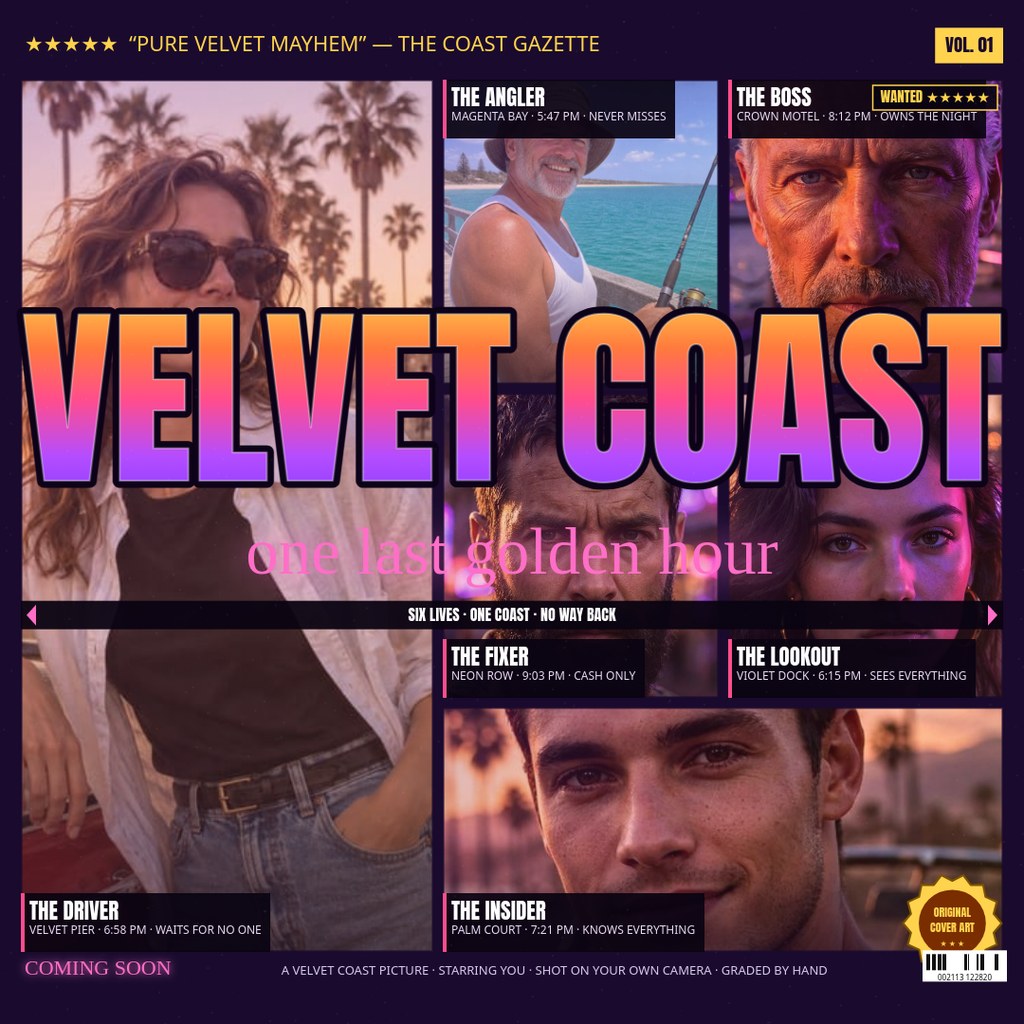 ★★★★★ “PURE VELVET MAYHEM” — THE COAST GAZETTE
VOL. 01
THE ANGLER
MAGENTA BAY · 5:47 PM · NEVER MISSES
THE BOSS
WANTED ★★★★★
CROWN MOTEL · 8:12 PM · OWNS THE NIGHT
VELVET COAST
one last golden hour
SIX LIVES · ONE COAST · NO WAY BACK
THE FIXER
NEON ROW · 9:03 PM · CASH ONLY
THE LOOKOUT
VIOLET DOCK · 6:15 PM · SEES EVERYTHING
THE DRIVER
VELVET PIER · 6:58 PM · WAITS FOR NO ONE
THE INSIDER
PALM COURT · 7:21 PM · KNOWS EVERYTHING
ORIGINAL
COVER ART
★ ★ ★
COMING SOON
A VELVET COAST PICTURE · STARRING YOU · SHOT ON YOUR OWN CAMERA · GRADED BY HAND
002113 122820